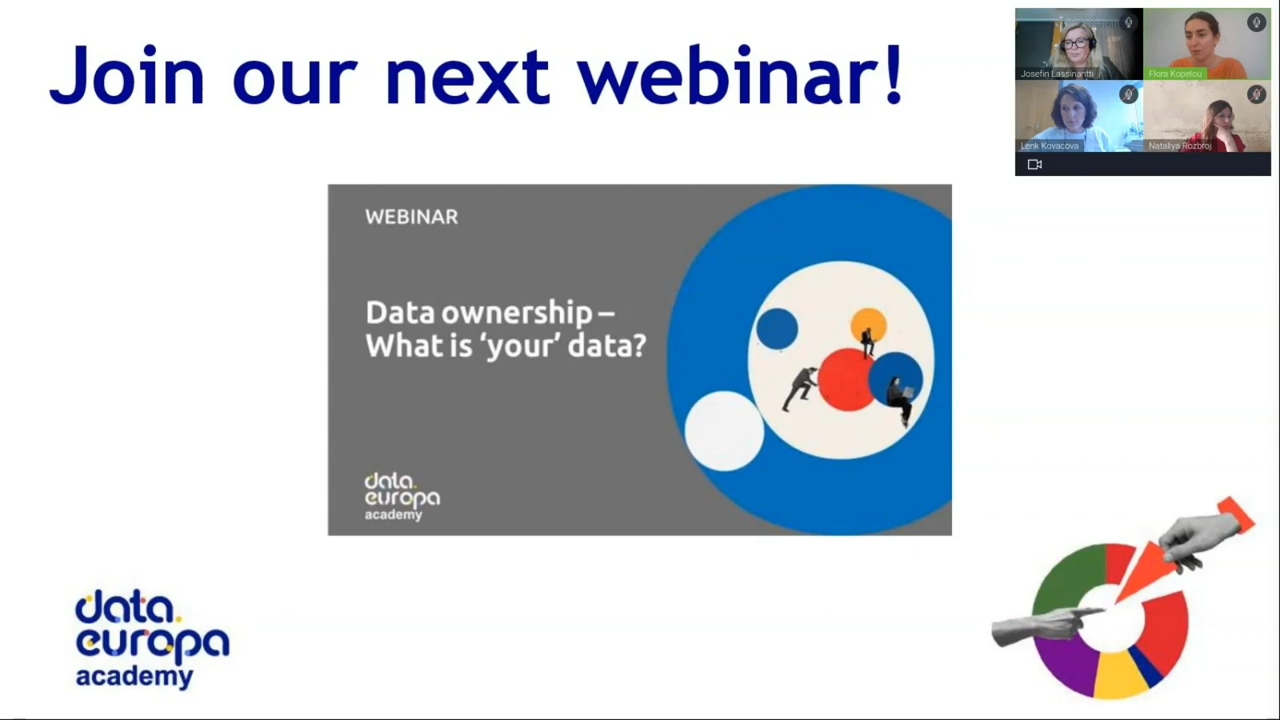 Join our next webinar!
Josefin Lassinantti
Flora Kopelou
Lenk Kovacova
Nataliya Rozbroj
WEBINAR
Data ownership –
What is ‘your’ data?
data.
europa
academy
data.
europa
academy